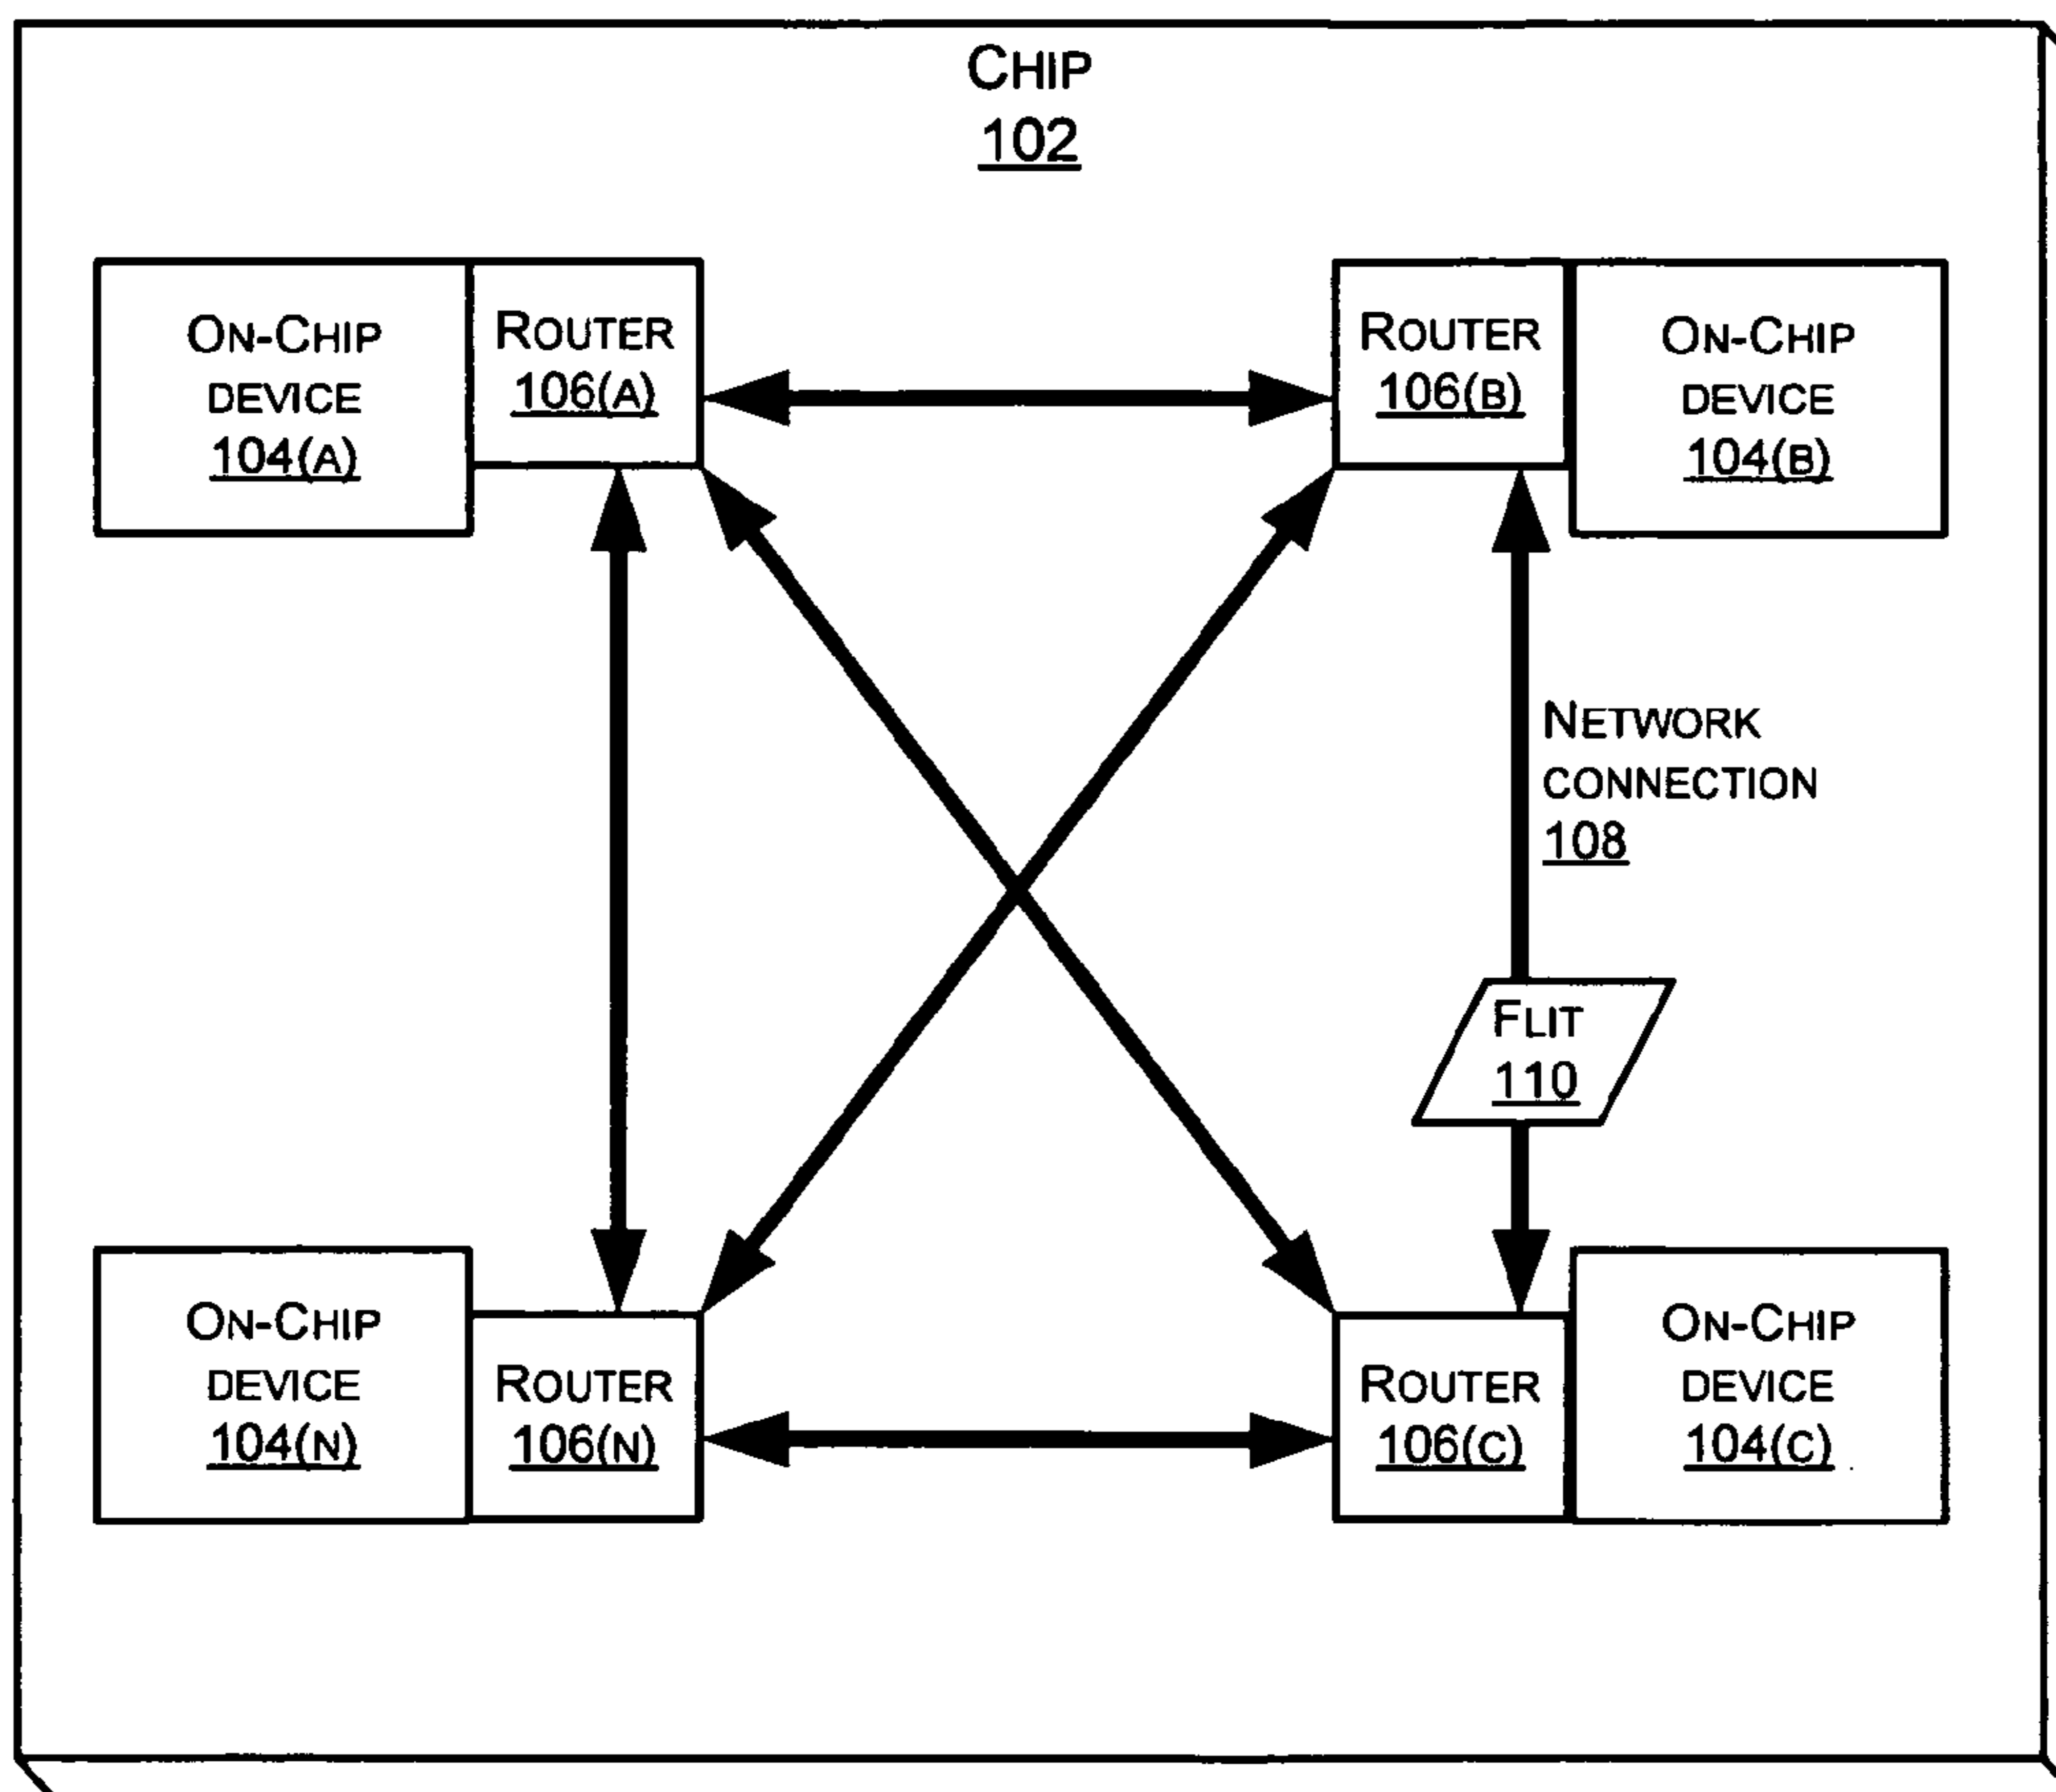 CHIP
102
ON-CHIP
DEVICE
104(A)
ROUTER
106(A)
ROUTER
106(B)
ON-CHIP
DEVICE
104(B)
NETWORK
CONNECTION
108
FLIT
110
ON-CHIP
DEVICE
104(N)
ROUTER
106(N)
ROUTER
106(C)
ON-CHIP
DEVICE
104(C)